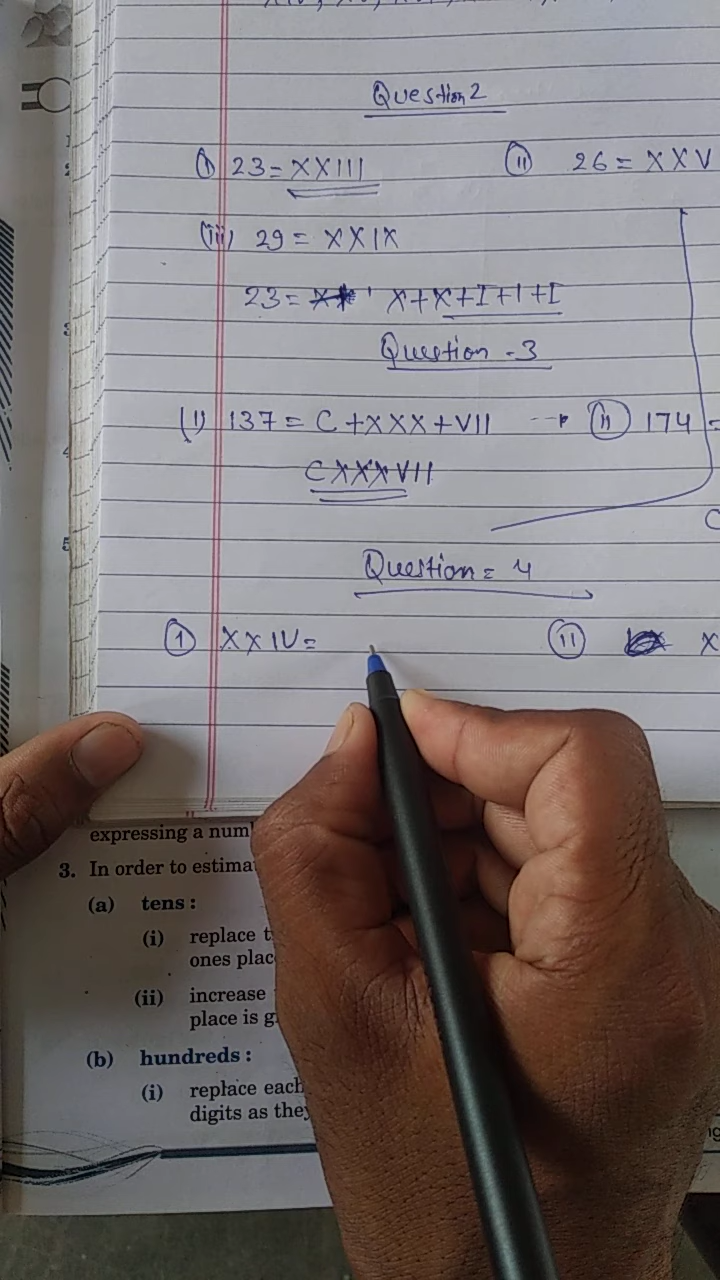 Question 2
(i) 23 = XXIII (ii) 26 = XXV
(iii) 29 = XXIX
23 = X+X+I+I+I
Question - 3
(i) 137 = C +XXX+VII (ii) 174 =
CXXXVII C
Question = 4
(1) XXIV = (ii) X
expressing a num
3. In order to estima
(a) tens :
(i) replace t
ones plac
(ii) increase
place is g
(b) hundreds :
(i) replace each
digits as they